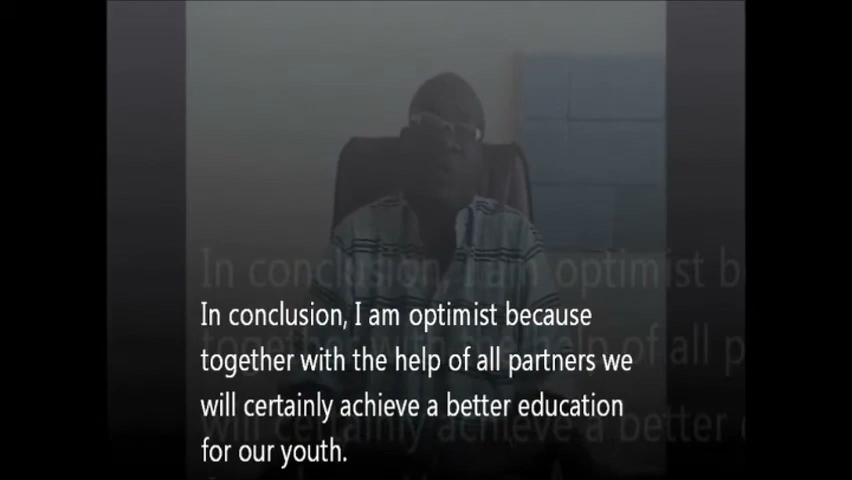 In conclusion, I am optimist because
together with the help of all partners we
will certainly achieve a better education
for our youth.